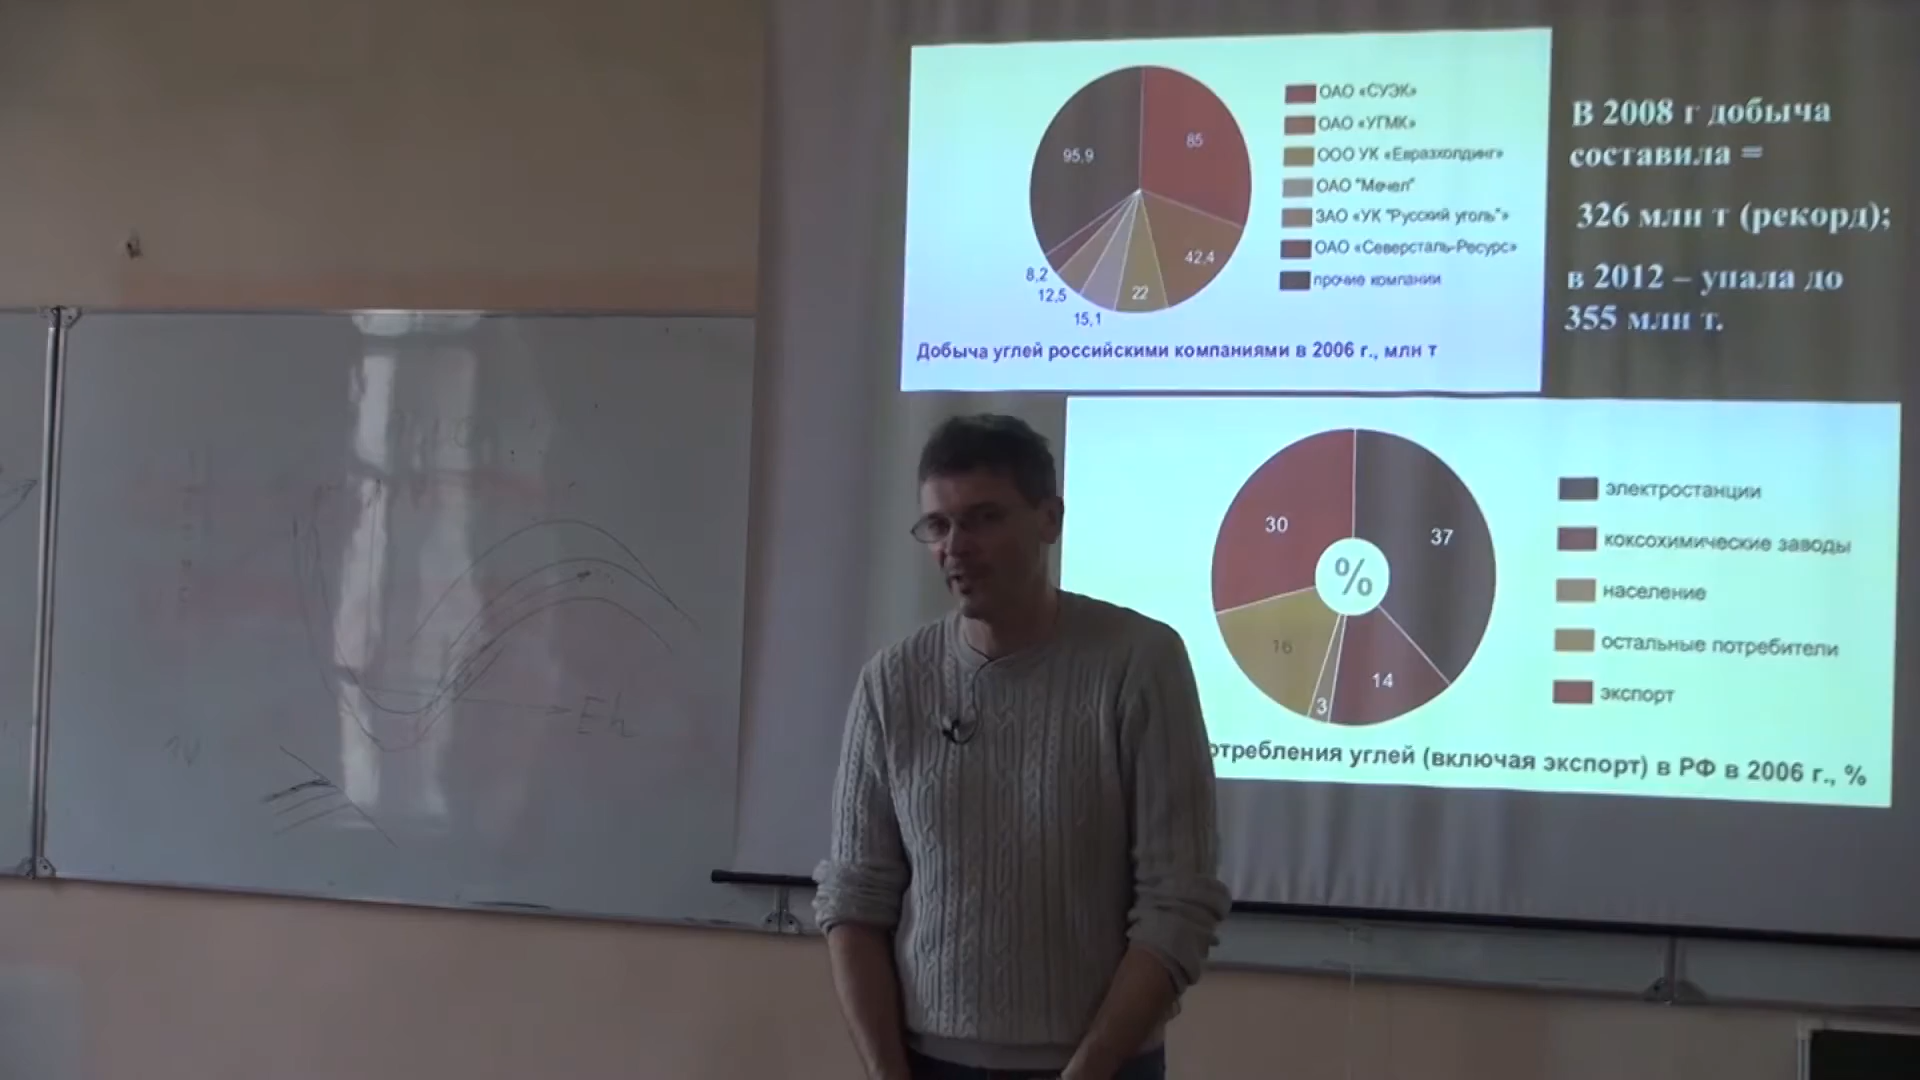 95,9
85
42,4
22
15,1
12,5
8,2
ОАО «СУЭК»
ОАО «УГМК»
ООО УК «Евразхолдинг»
ОАО "Мечел"
ЗАО «УК "Русский уголь"»
ОАО «Северсталь-Ресурс»
прочие компании
Добыча углей российскими компаниями в 2006 г., млн т
В 2008 г добыча
составила =
326 млн т (рекорд);
в 2012 – упала до
355 млн т.
30
37
%
16
3
14
электростанции
коксохимические заводы
население
остальные потребители
экспорт
отребления углей (включая экспорт) в РФ в 2006 г., %
Eh